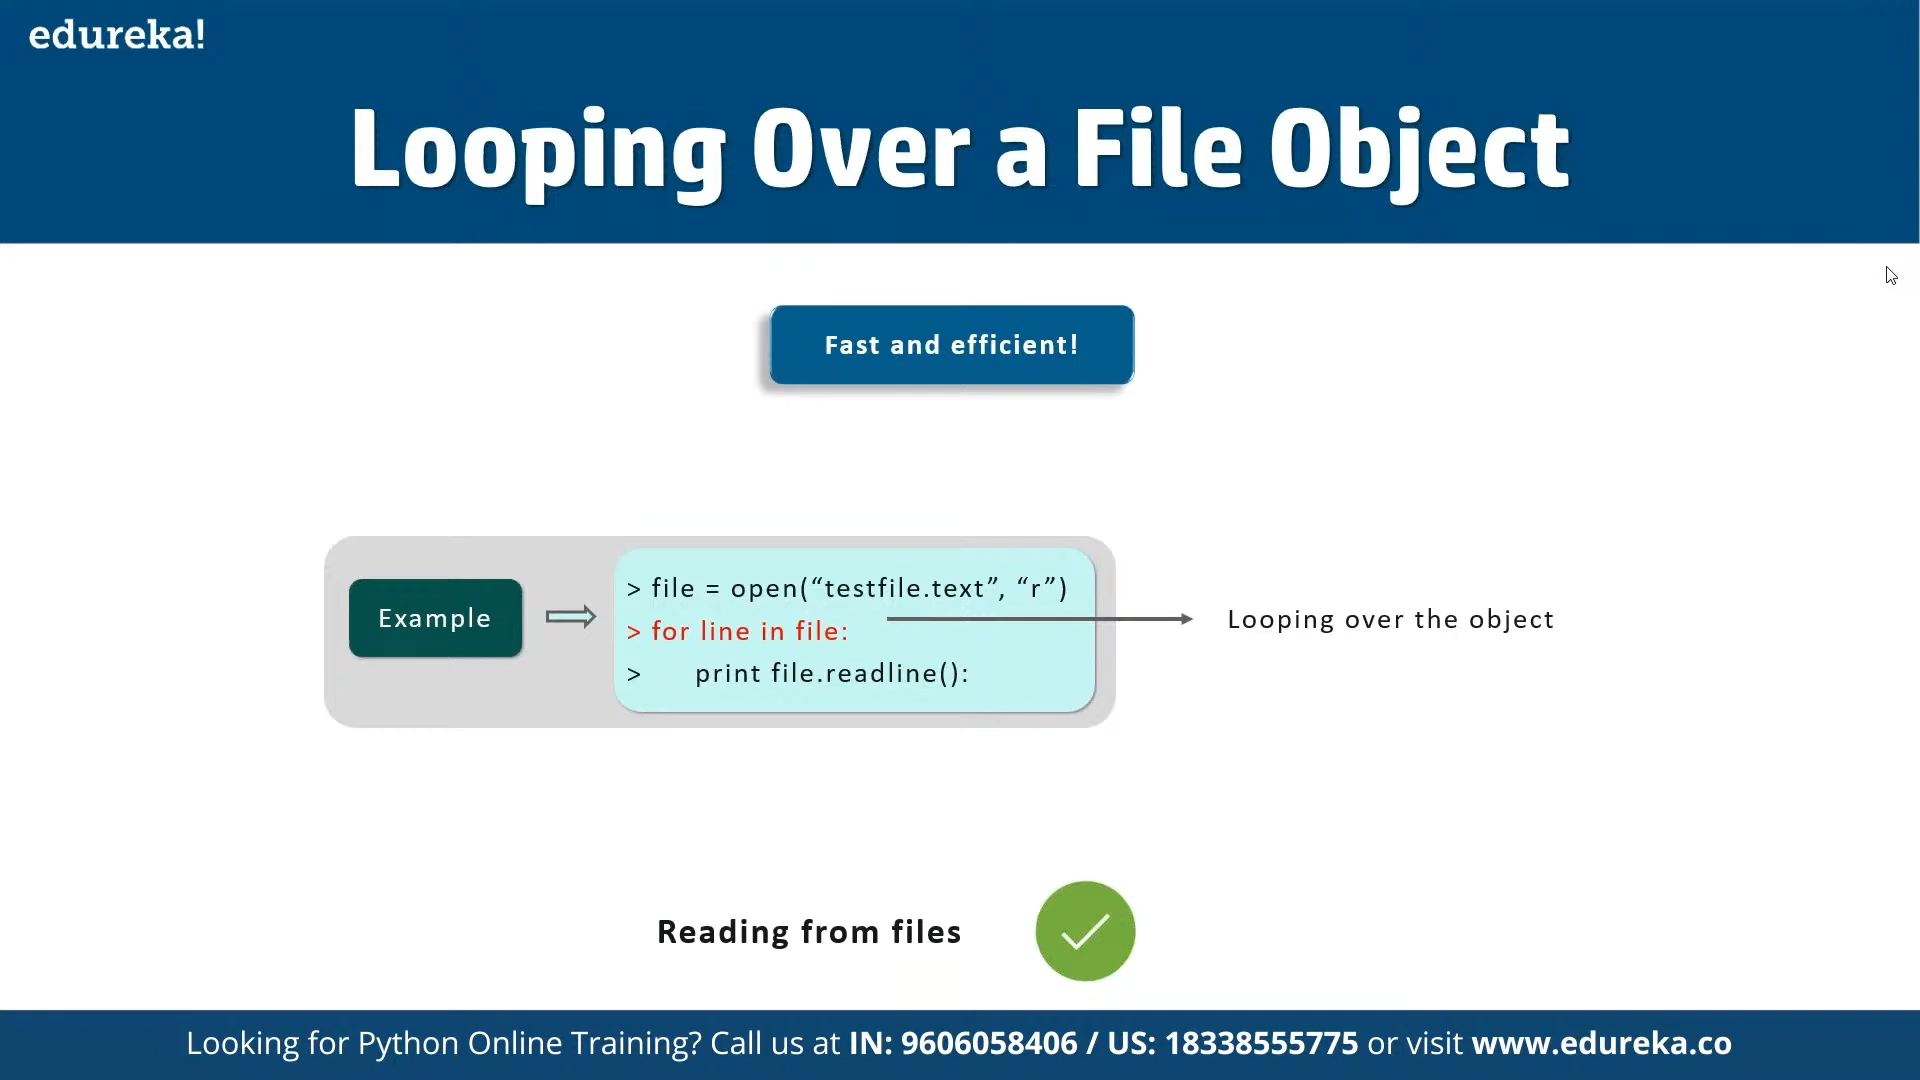 edureka!
Looping Over a File Object
Fast and efficient!
Example
> file = open(“testfile.text”, “r”)
> for line in file:
> print file.readline():
Looping over the object
Reading from files
Looking for Python Online Training? Call us at IN: 9606058406 / US: 18338555775 or visit www.edureka.co